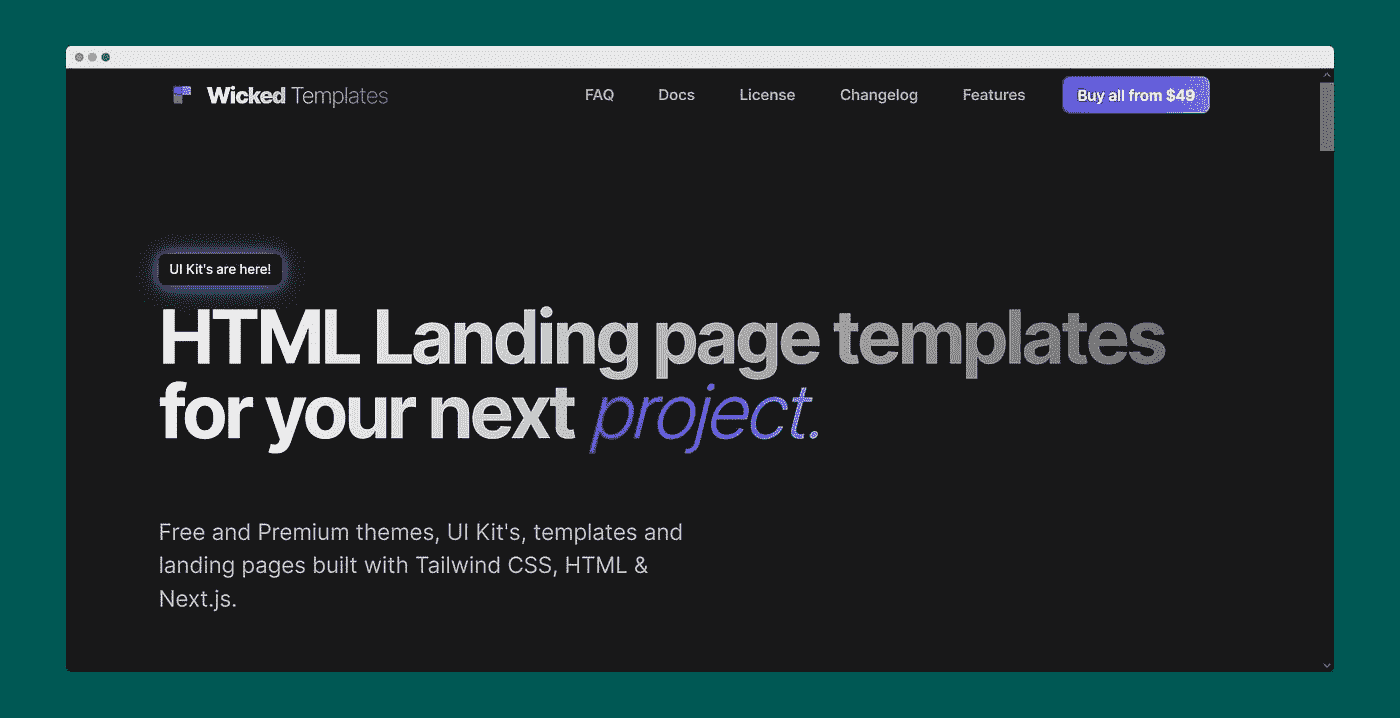 Wicked Templates
FAQ
Docs
License
Changelog
Features
Buy all from $49
UI Kit's are here!
HTML Landing page templates
for your next project.
Free and Premium themes, UI Kit's, templates and
landing pages built with Tailwind CSS, HTML &
Next.js.